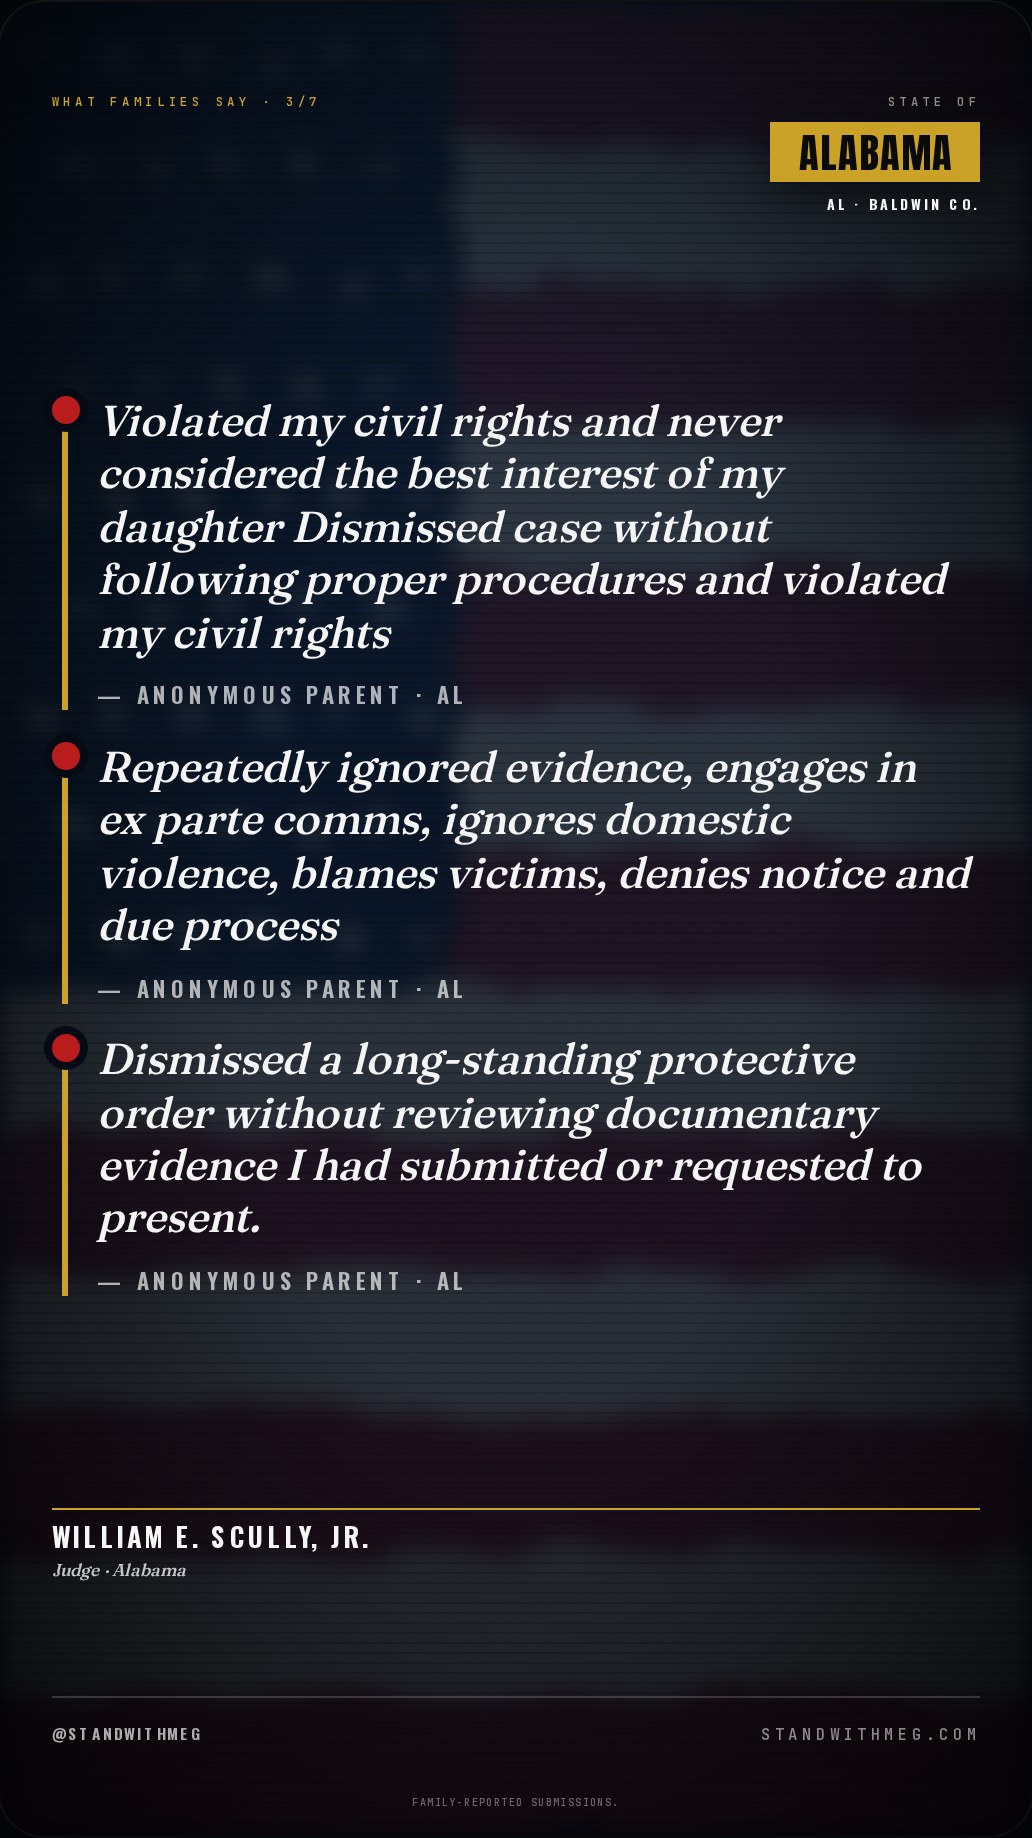 WHAT FAMILIES SAY · 3/7
STATE OF
ALABAMA
AL · BALDWIN CO.
Violated my civil rights and never
considered the best interest of my
daughter Dismissed case without
following proper procedures and violated
my civil rights
— ANONYMOUS PARENT · AL
Repeatedly ignored evidence, engages in
ex parte comms, ignores domestic
violence, blames victims, denies notice and
due process
— ANONYMOUS PARENT · AL
Dismissed a long-standing protective
order without reviewing documentary
evidence I had submitted or requested to
present.
— ANONYMOUS PARENT · AL
WILLIAM E. SCULLY, JR.
Judge · Alabama
@STANDWITHMEG
STANDWITHMEG.COM
FAMILY-REPORTED SUBMISSIONS.